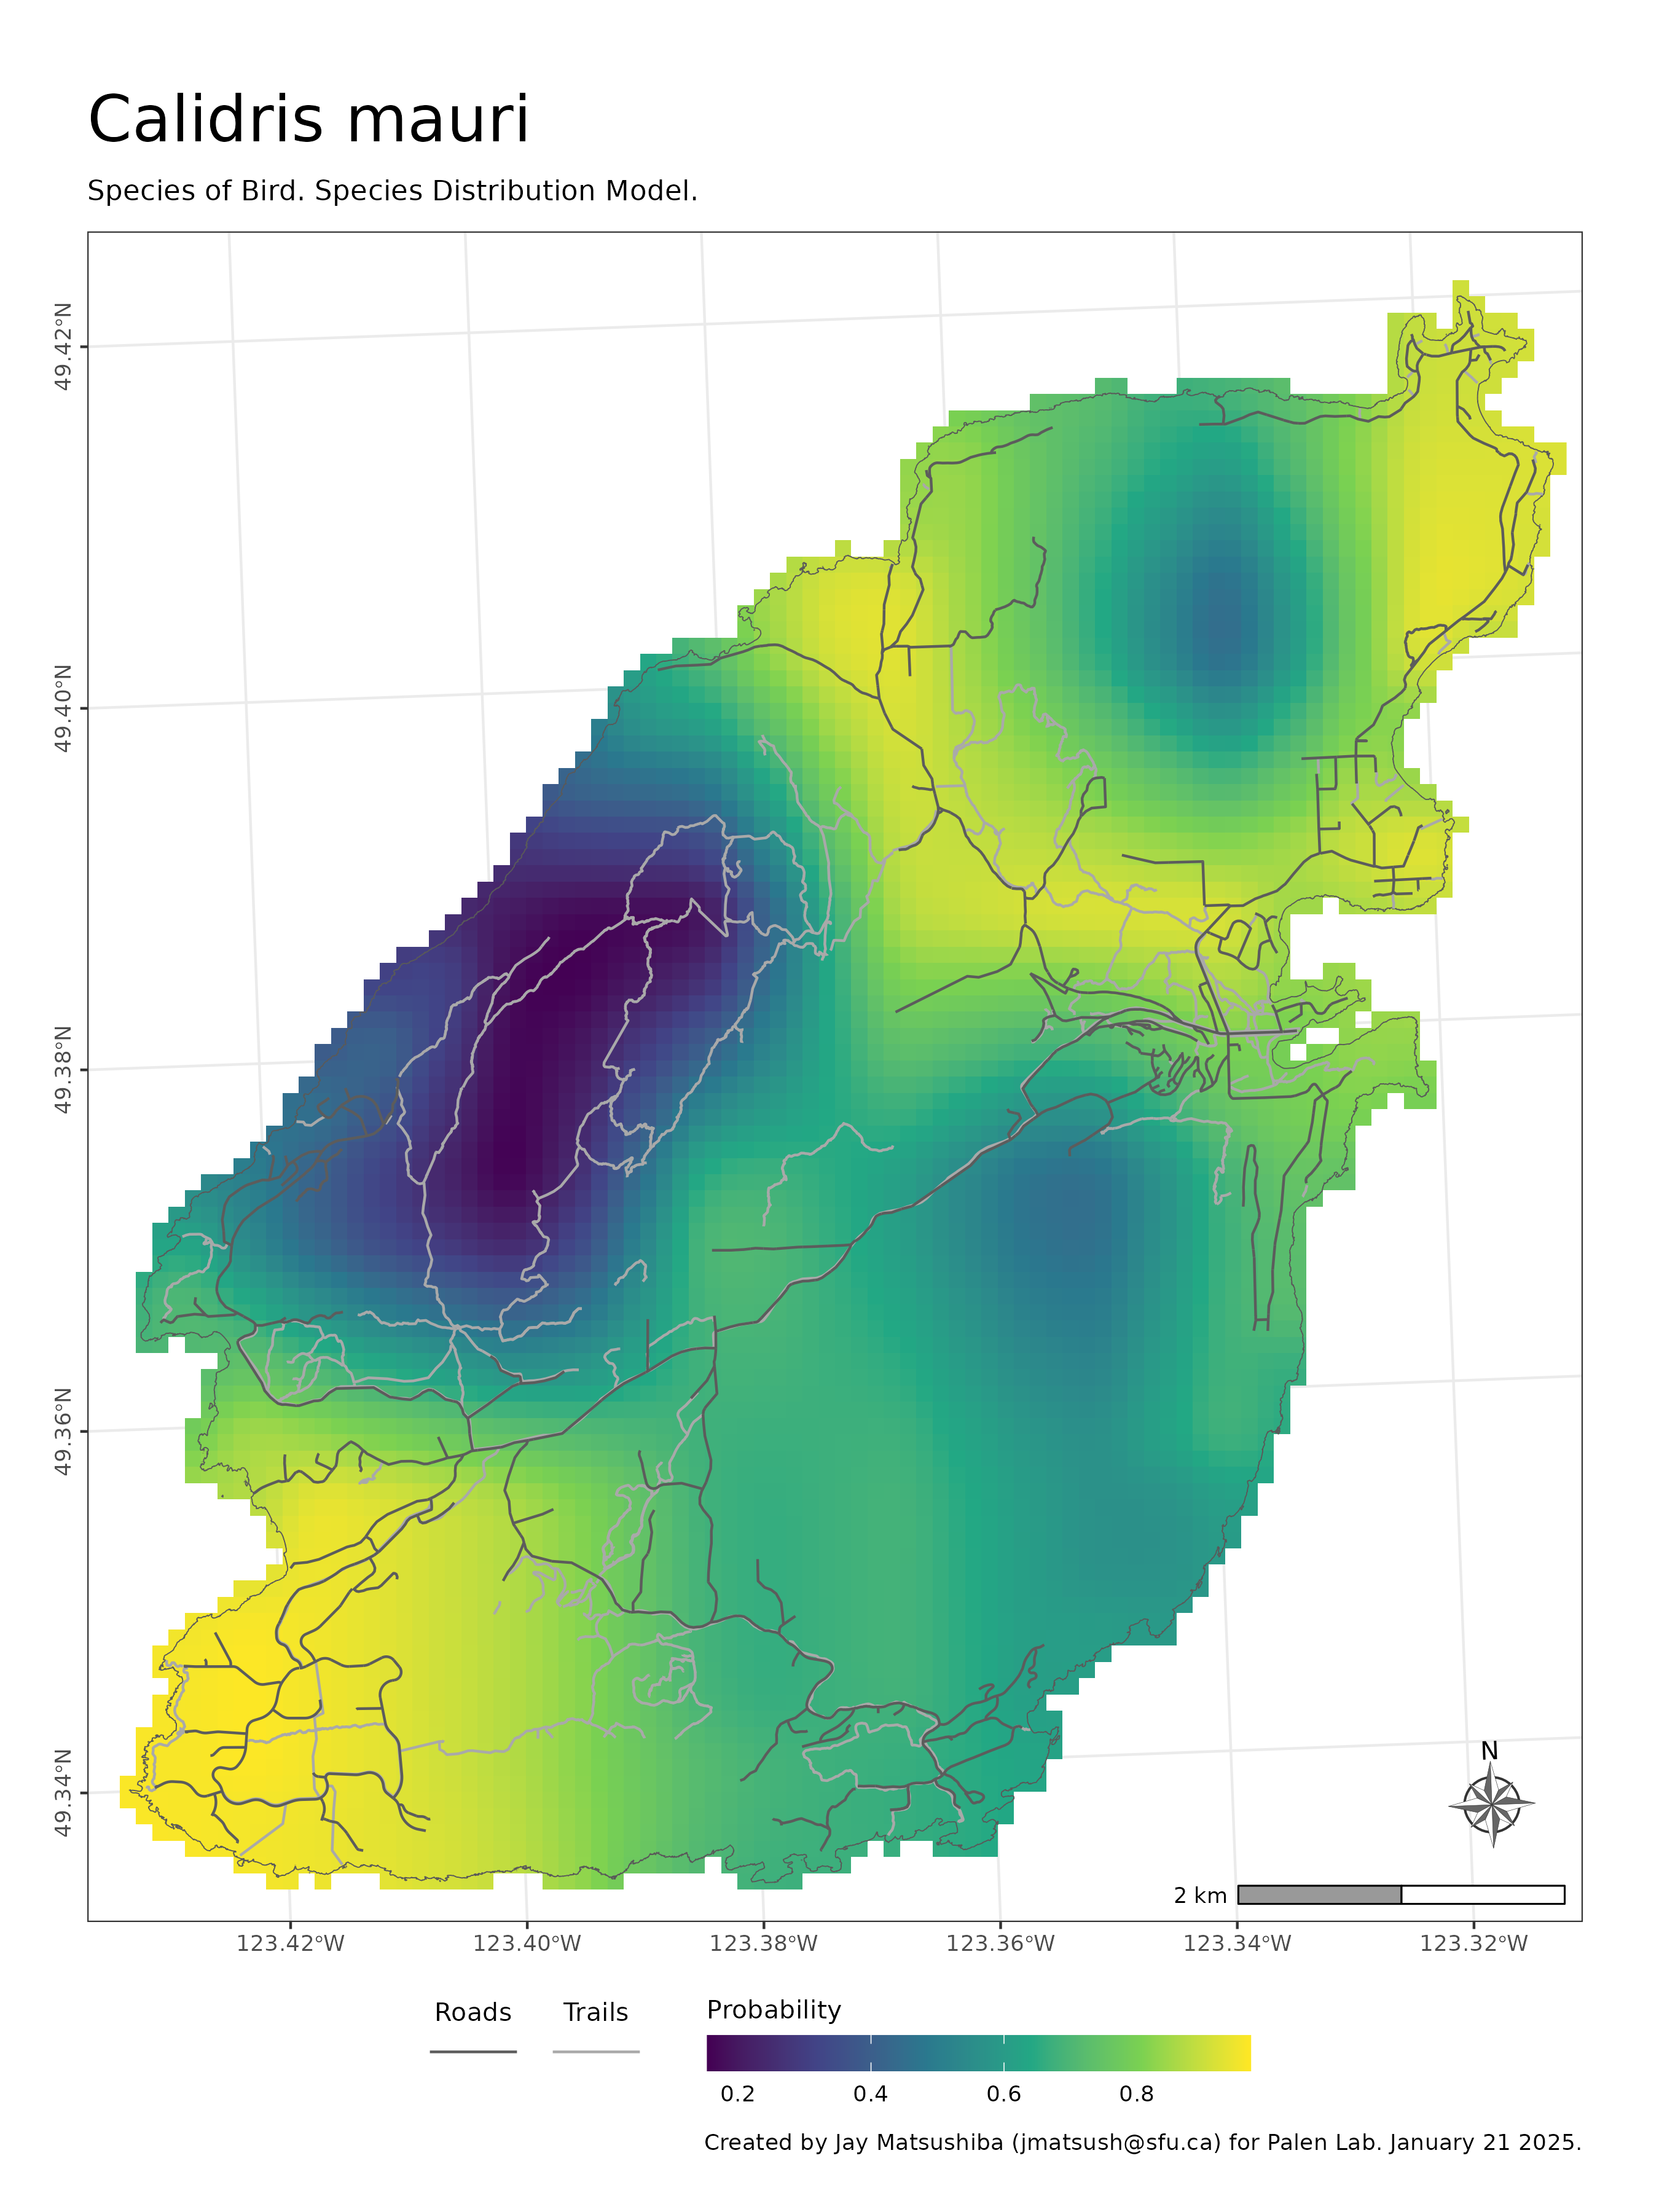 Calidris mauri
Species of Bird. Species Distribution Model.
49.42°N
49.40°N
49.38°N
49.36°N
49.34°N
N
2 km
123.42°W 123.40°W 123.38°W 123.36°W 123.34°W 123.32°W
Roads Trails Probability
0.2 0.4 0.6 0.8
Created by Jay Matsushiba (jmatsush@sfu.ca) for Palen Lab. January 21 2025.